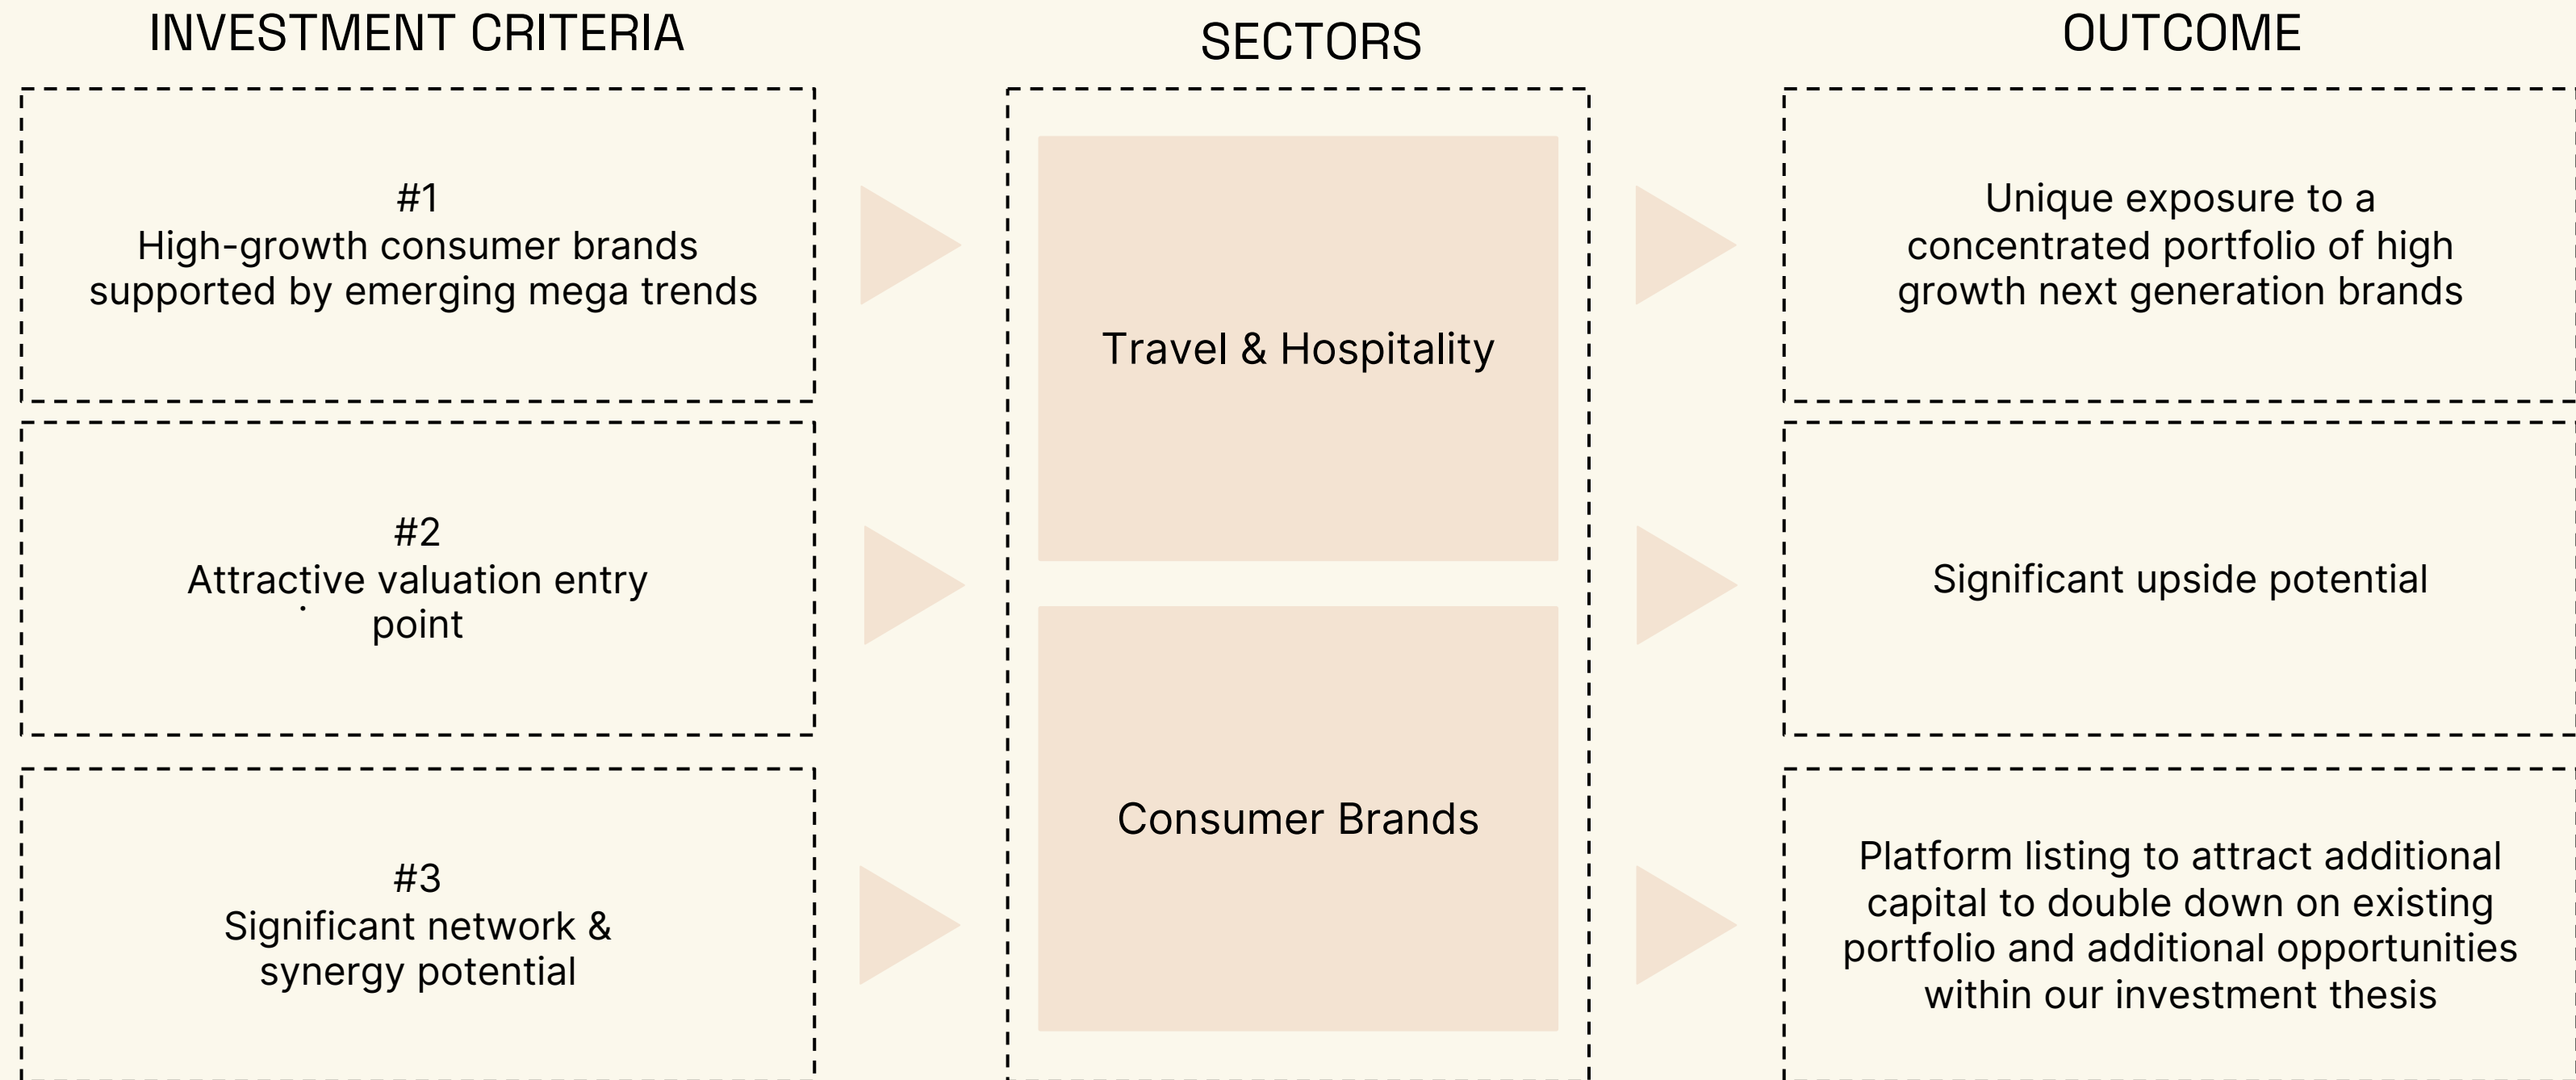 INVESTMENT CRITERIA
#1
High-growth consumer brands
supported by emerging mega trends
#2
Attractive valuation entry
point
#3
Significant network &
synergy potential
SECTORS
Travel & Hospitality
Consumer Brands
OUTCOME
Unique exposure to a
concentrated portfolio of high
growth next generation brands
Significant upside potential
Platform listing to attract additional
capital to double down on existing
portfolio and additional opportunities
within our investment thesis